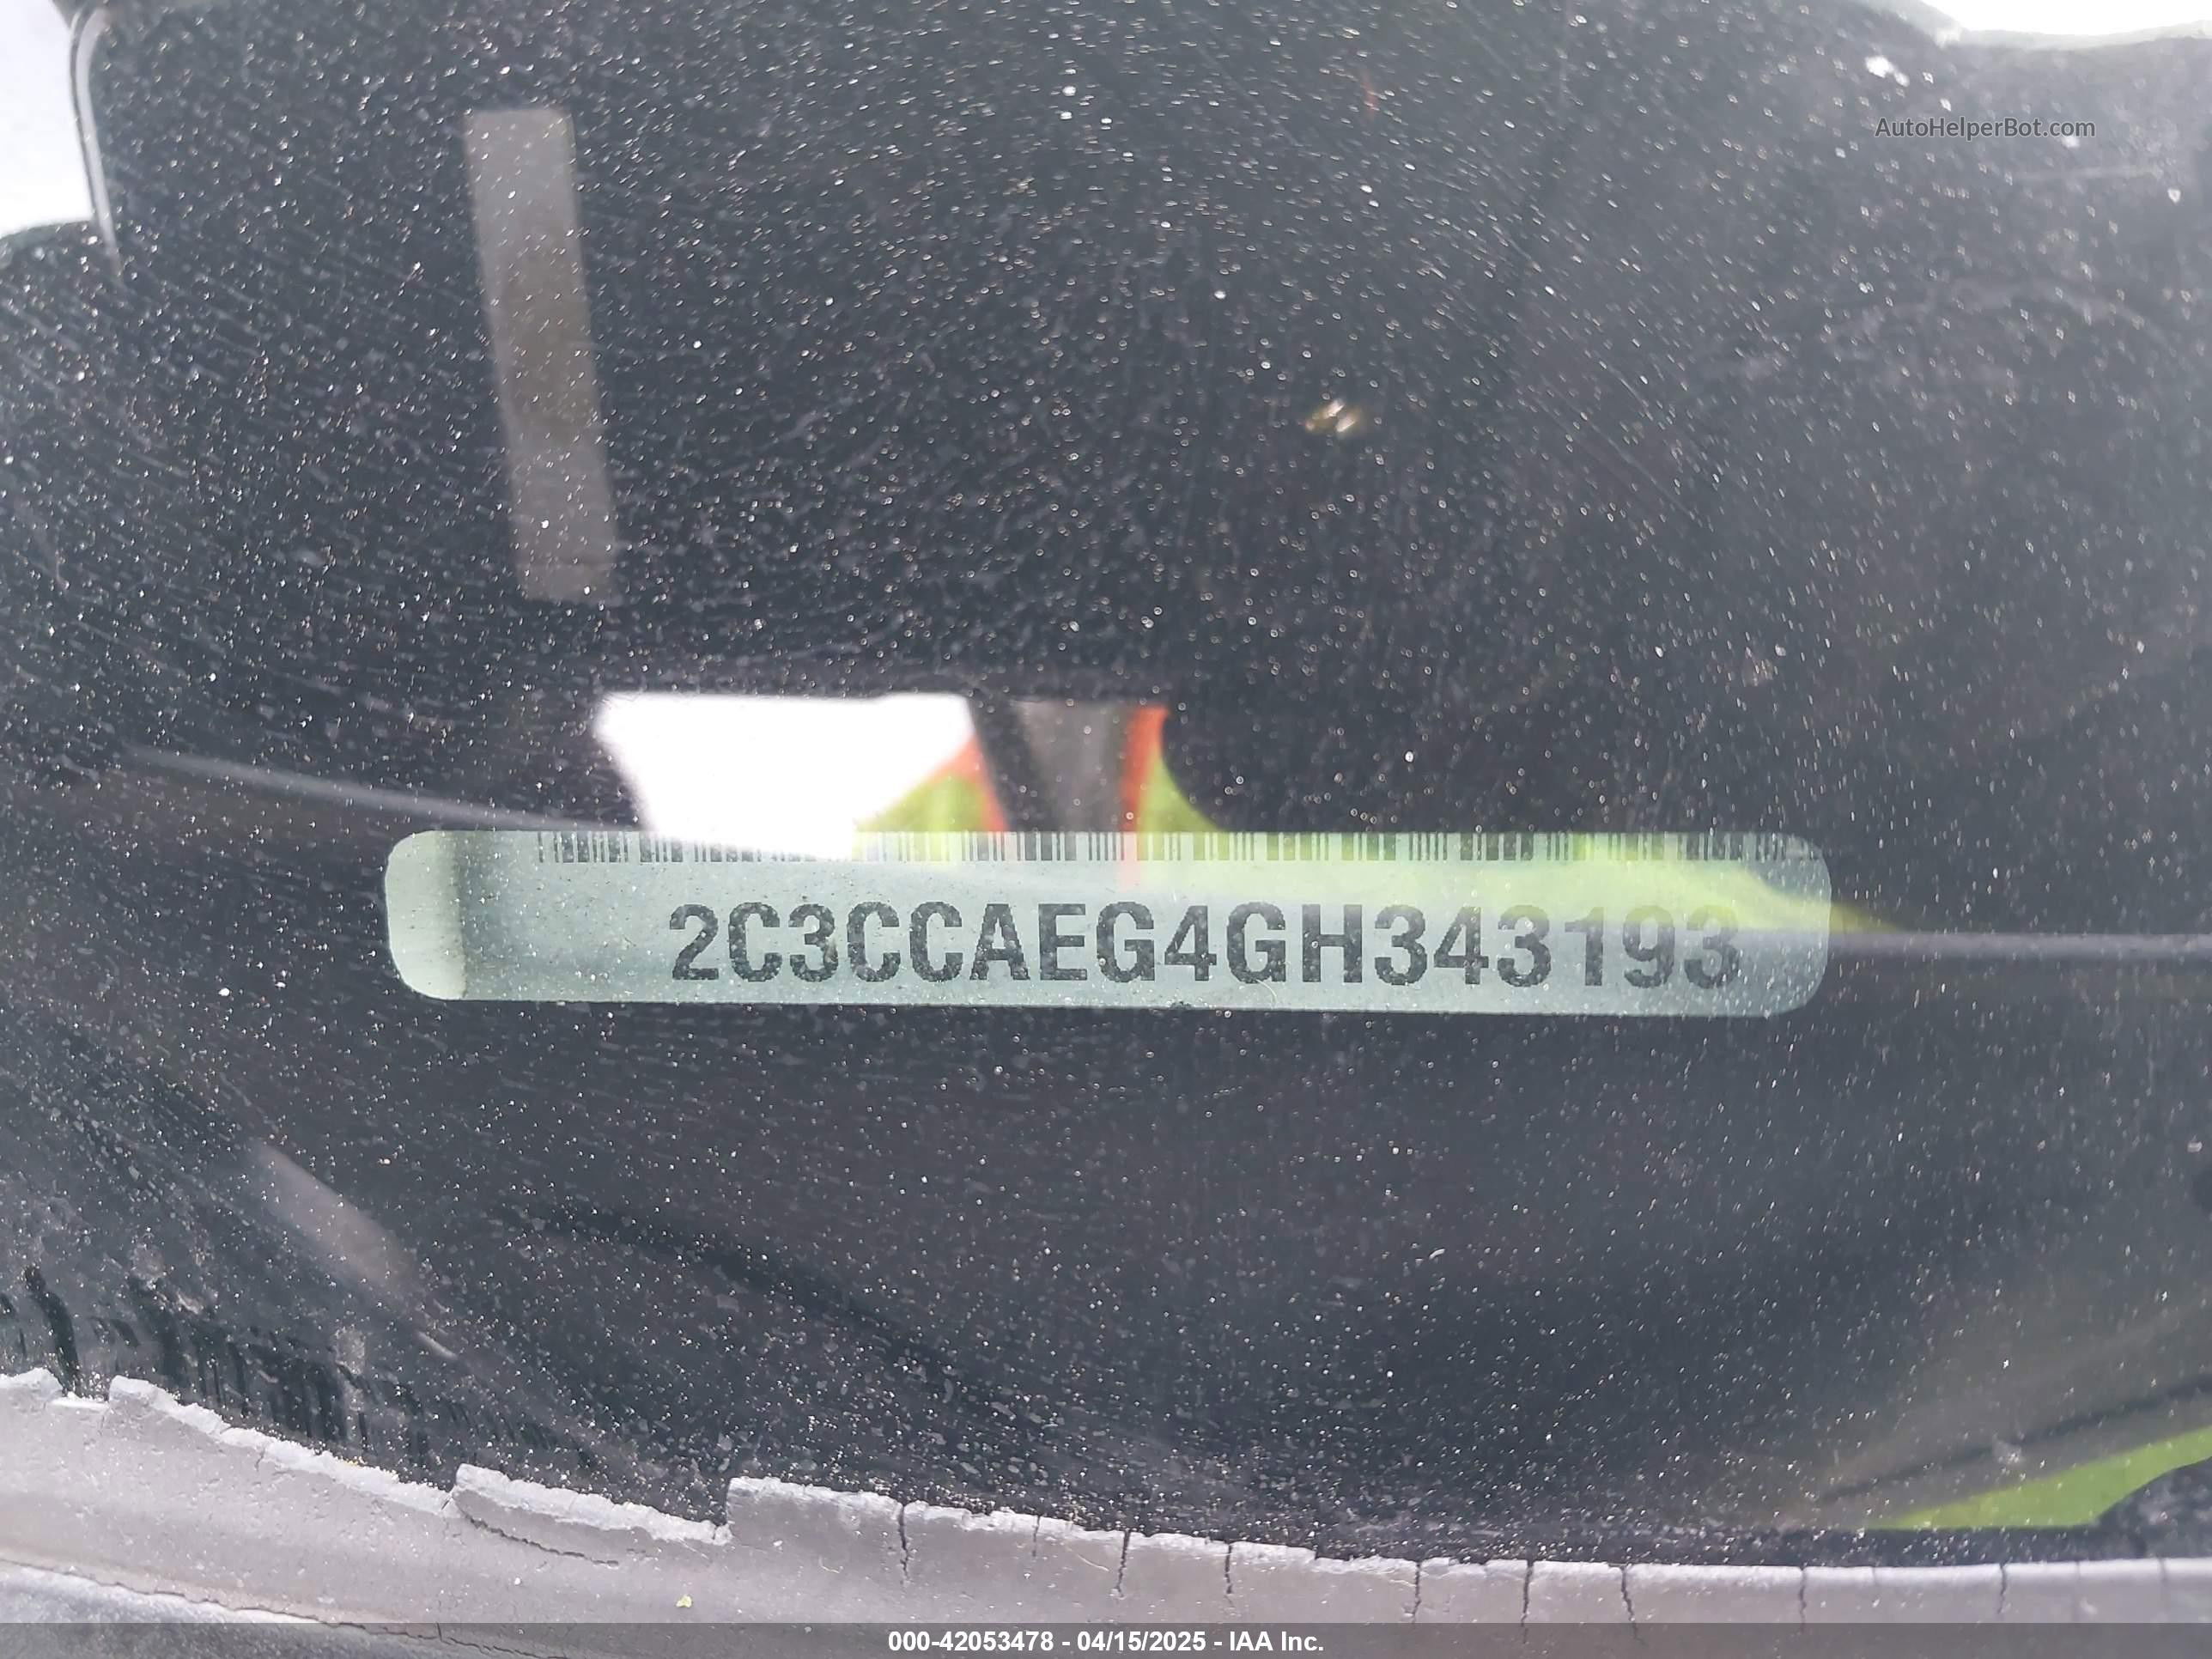 AutoHelperBot.com
2C3CCAEG4GH343193
000-42053478 - 04/15/2025 - IAA Inc.